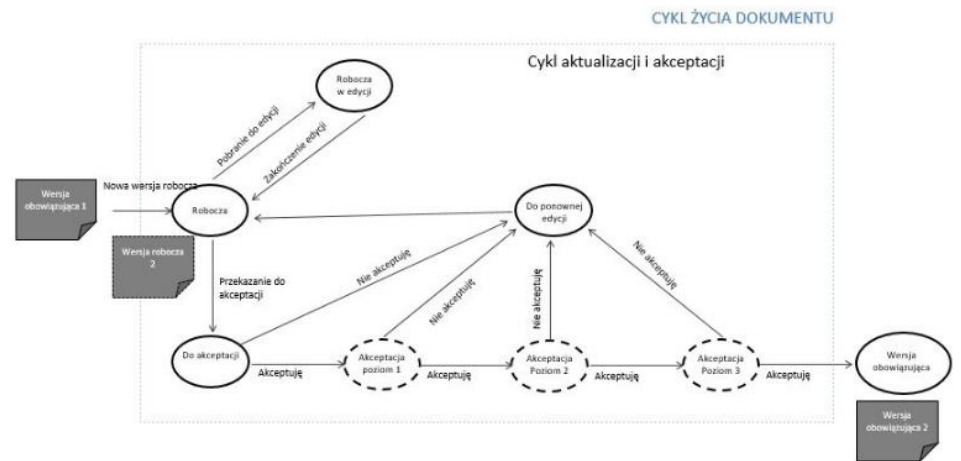 CYKL ŻYCIA DOKUMENTU
Cykl aktualizacji i akceptacji
Robocza
w edycji
Pobranie do edycji
Zakończenie edycji
Wersja
obowiązująca 1
Nowa wersja robocza
Robocza
Do ponownej
edycji
Wersja robocza
2
Przekazanie do
akceptacji
Nie akceptuję
Nie akceptuję
Nie akceptuję
Nie akceptuję
Do akceptacji
Akceptuję
Akceptacja
poziom 1
Akceptuję
Akceptacja
Poziom 2
Akceptuję
Akceptacja
Poziom 3
Akceptuję
Wersja
obowiązująca
Wersja
obowiązująca 2